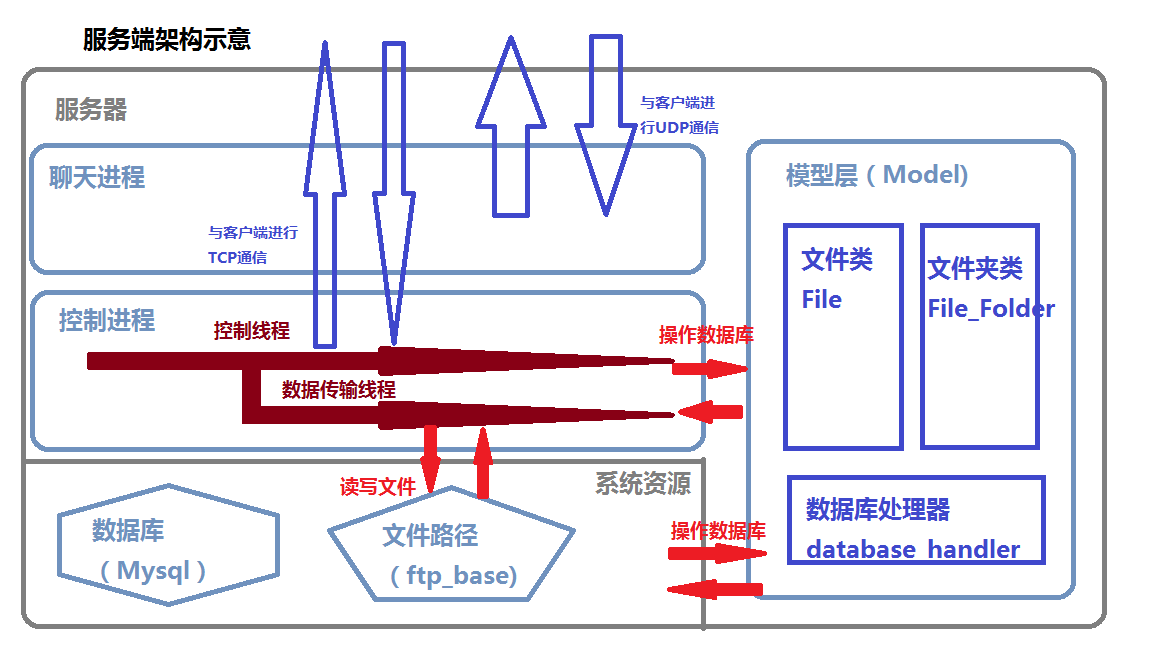 服务端架构示意
服务器
与客户端进
行UDP通信
聊天进程
模型层（Model)
与客户端进行
TCP通信
文件类
File
文件夹类
File_Folder
控制进程
控制线程
操作数据库
数据传输线程
读写文件
系统资源
数据库
（Mysql）
文件路径
（ftp_base)
操作数据库
数据库处理器
database_handler